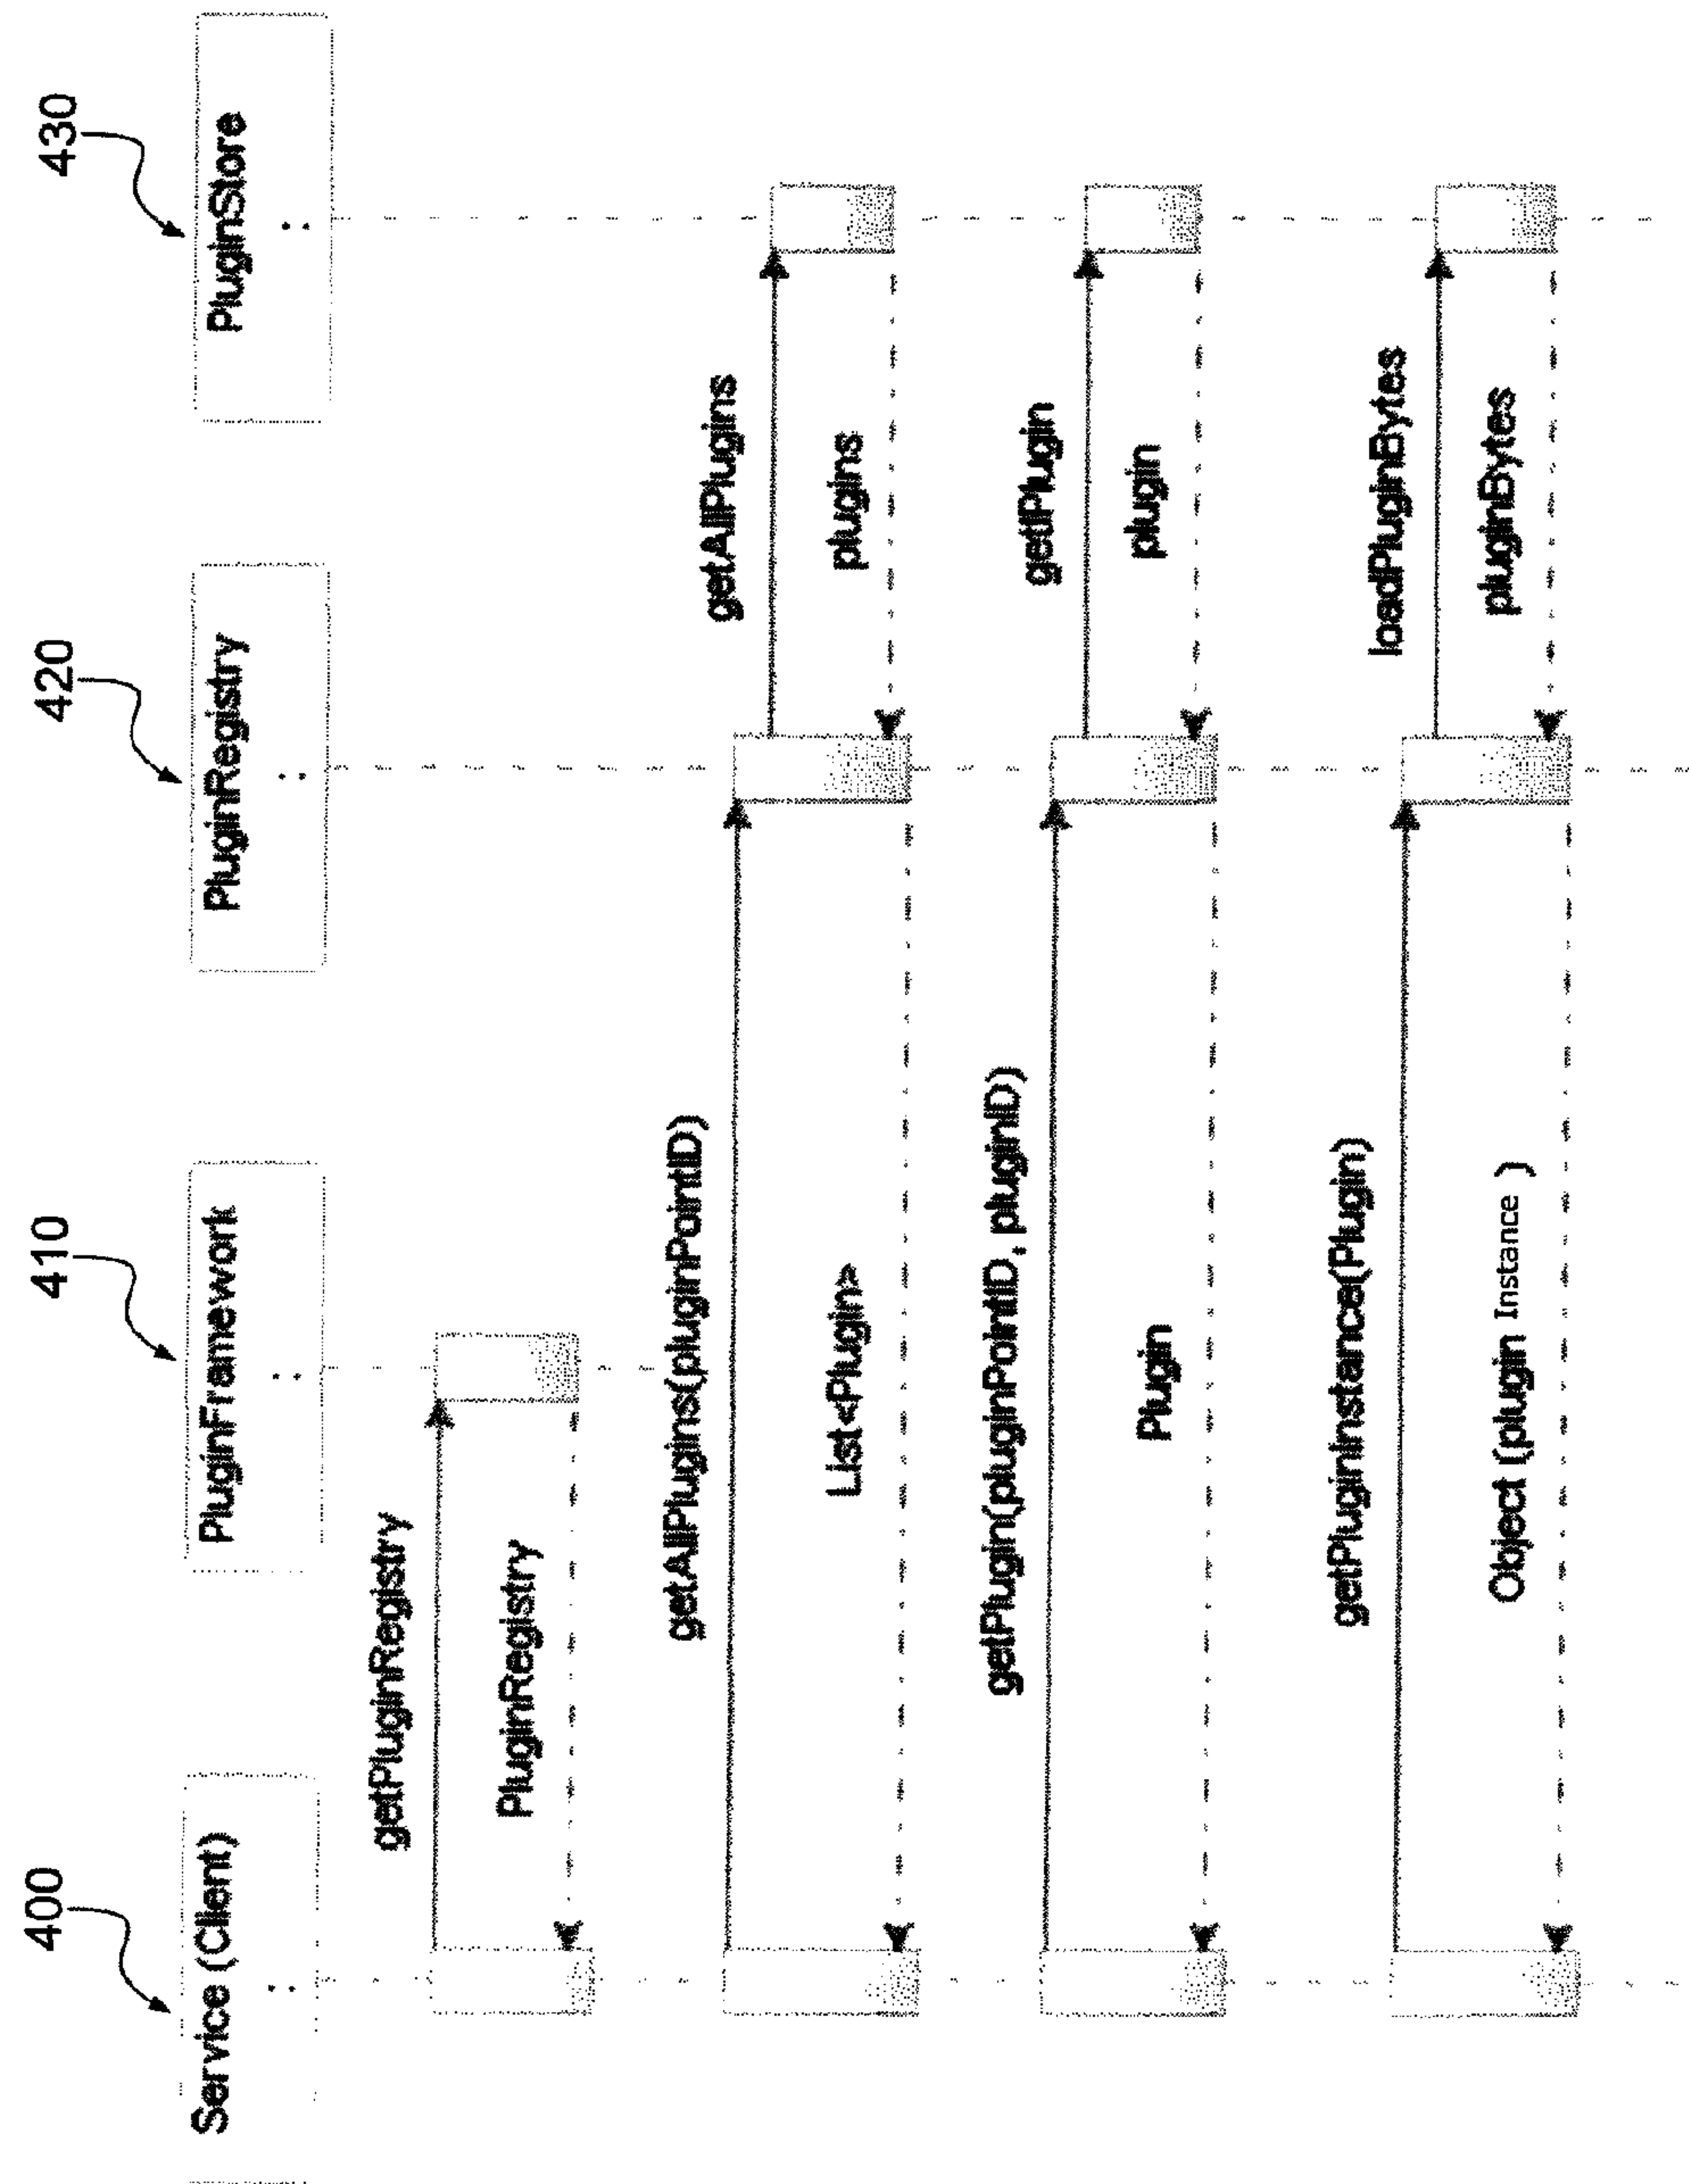 400
410
420
430
Service (Client)
PluginFramework
PluginRegistry
PluginStore
:
:
:
:
getPluginRegistry
PluginRegistry
getAllPlugins(pluginPointID)
getAllPlugins
plugins
List<Plugin>
getPlugin(pluginPointID, pluginID)
getPlugin
plugin
Plugin
getPluginInstance(Plugin)
loadPluginBytes
pluginBytes
Object (plugin Instance )